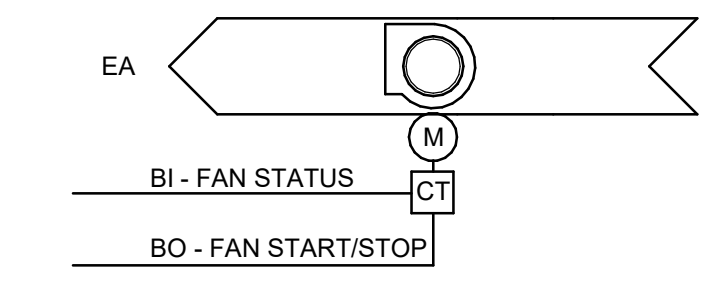 EA
M
BI - FAN STATUS
CT
BO - FAN START/STOP